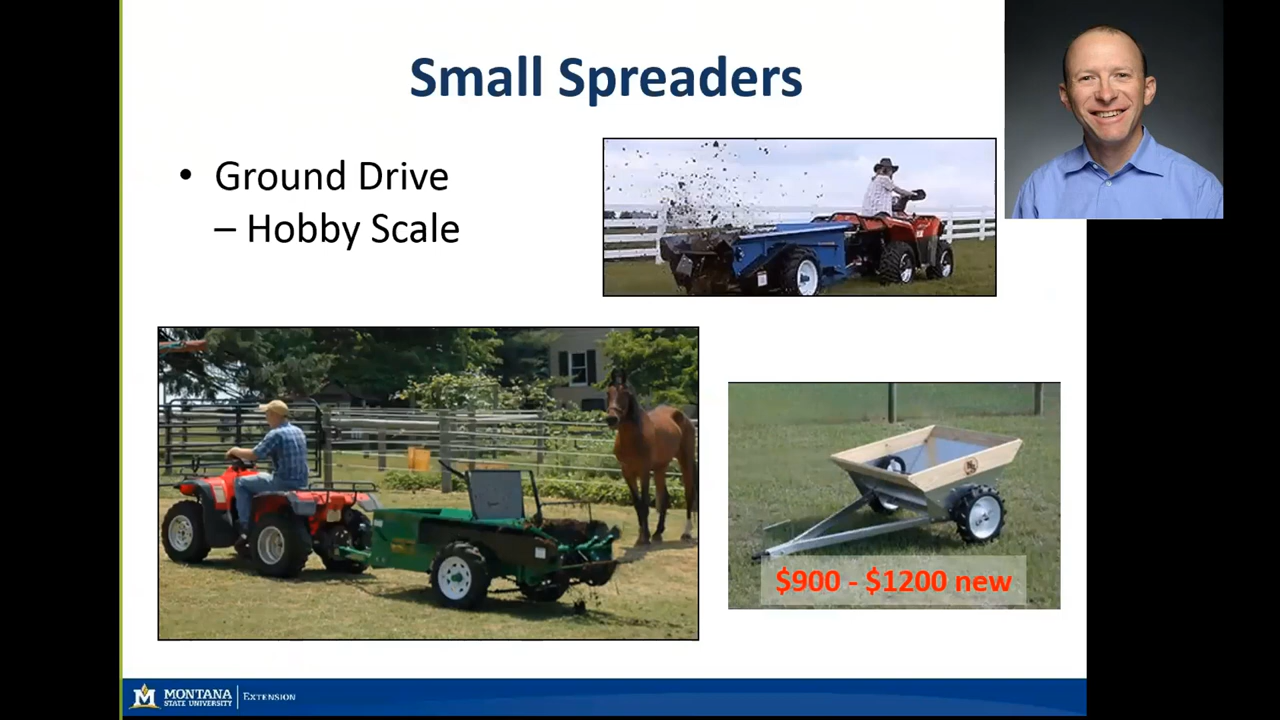 Small Spreaders
• Ground Drive
– Hobby Scale
$900 - $1200 new
M MONTANA
STATE UNIVERSITY
EXTENSION